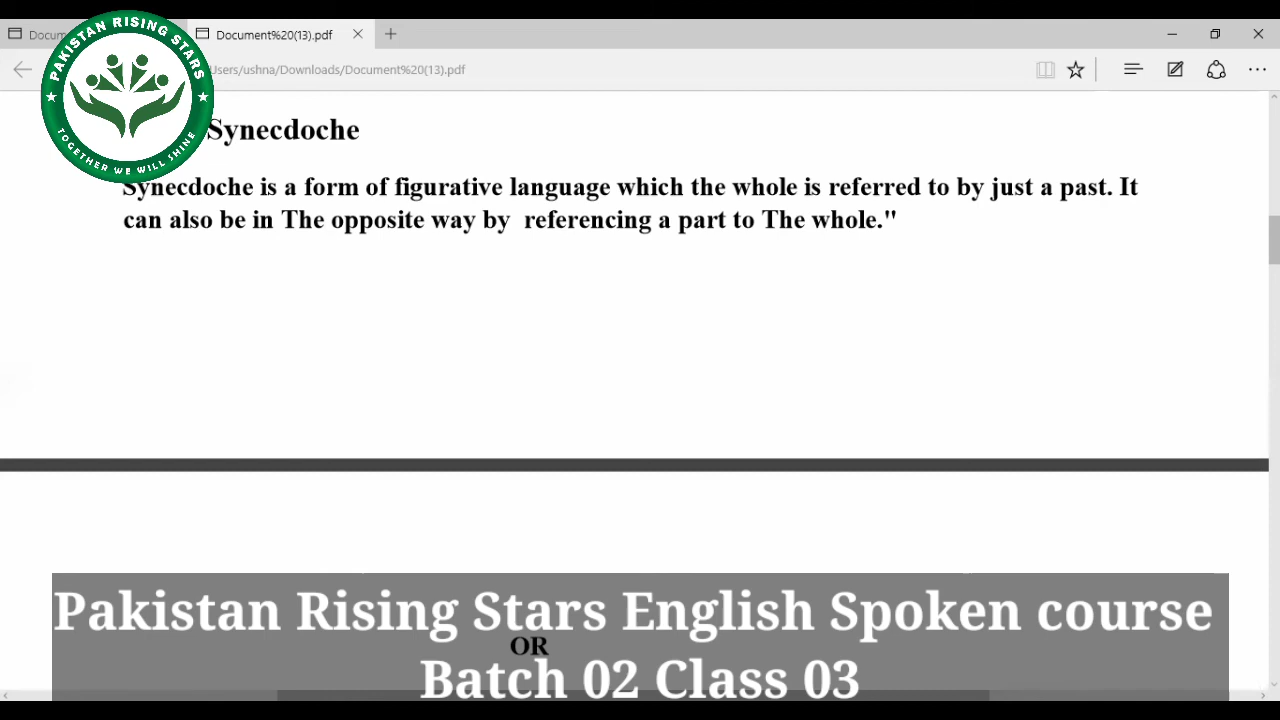 Docum
Document%20(13).pdf
Users/ushna/Downloads/Document%20(13).pdf
PAKISTAN RISING STARS
TOGETHER WE WILL SHINE
Synecdoche
Synecdoche is a form of figurative language which the whole is referred to by just a past. It
can also be in The opposite way by referencing a part to The whole."
Pakistan Rising Stars English Spoken course
OR
Batch 02 Class 03